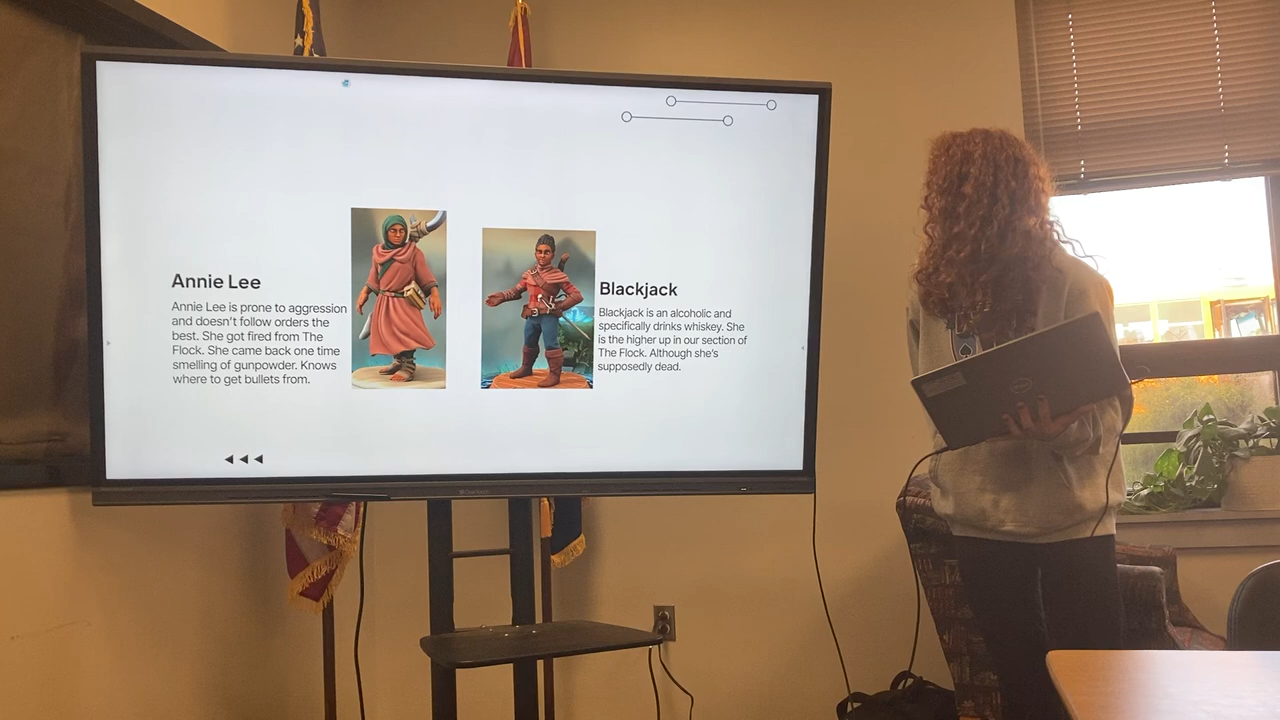 Annie Lee
Annie Lee is prone to aggression
and doesn't follow orders the
best. She got fired from The
Flock. She came back one time
smelling of gunpowder. Knows
where to get bullets from.
Blackjack
Blackjack is an alcoholic and
specifically drinks whiskey. She
is the higher up in our section of
The Flock. Although she's
supposedly dead.